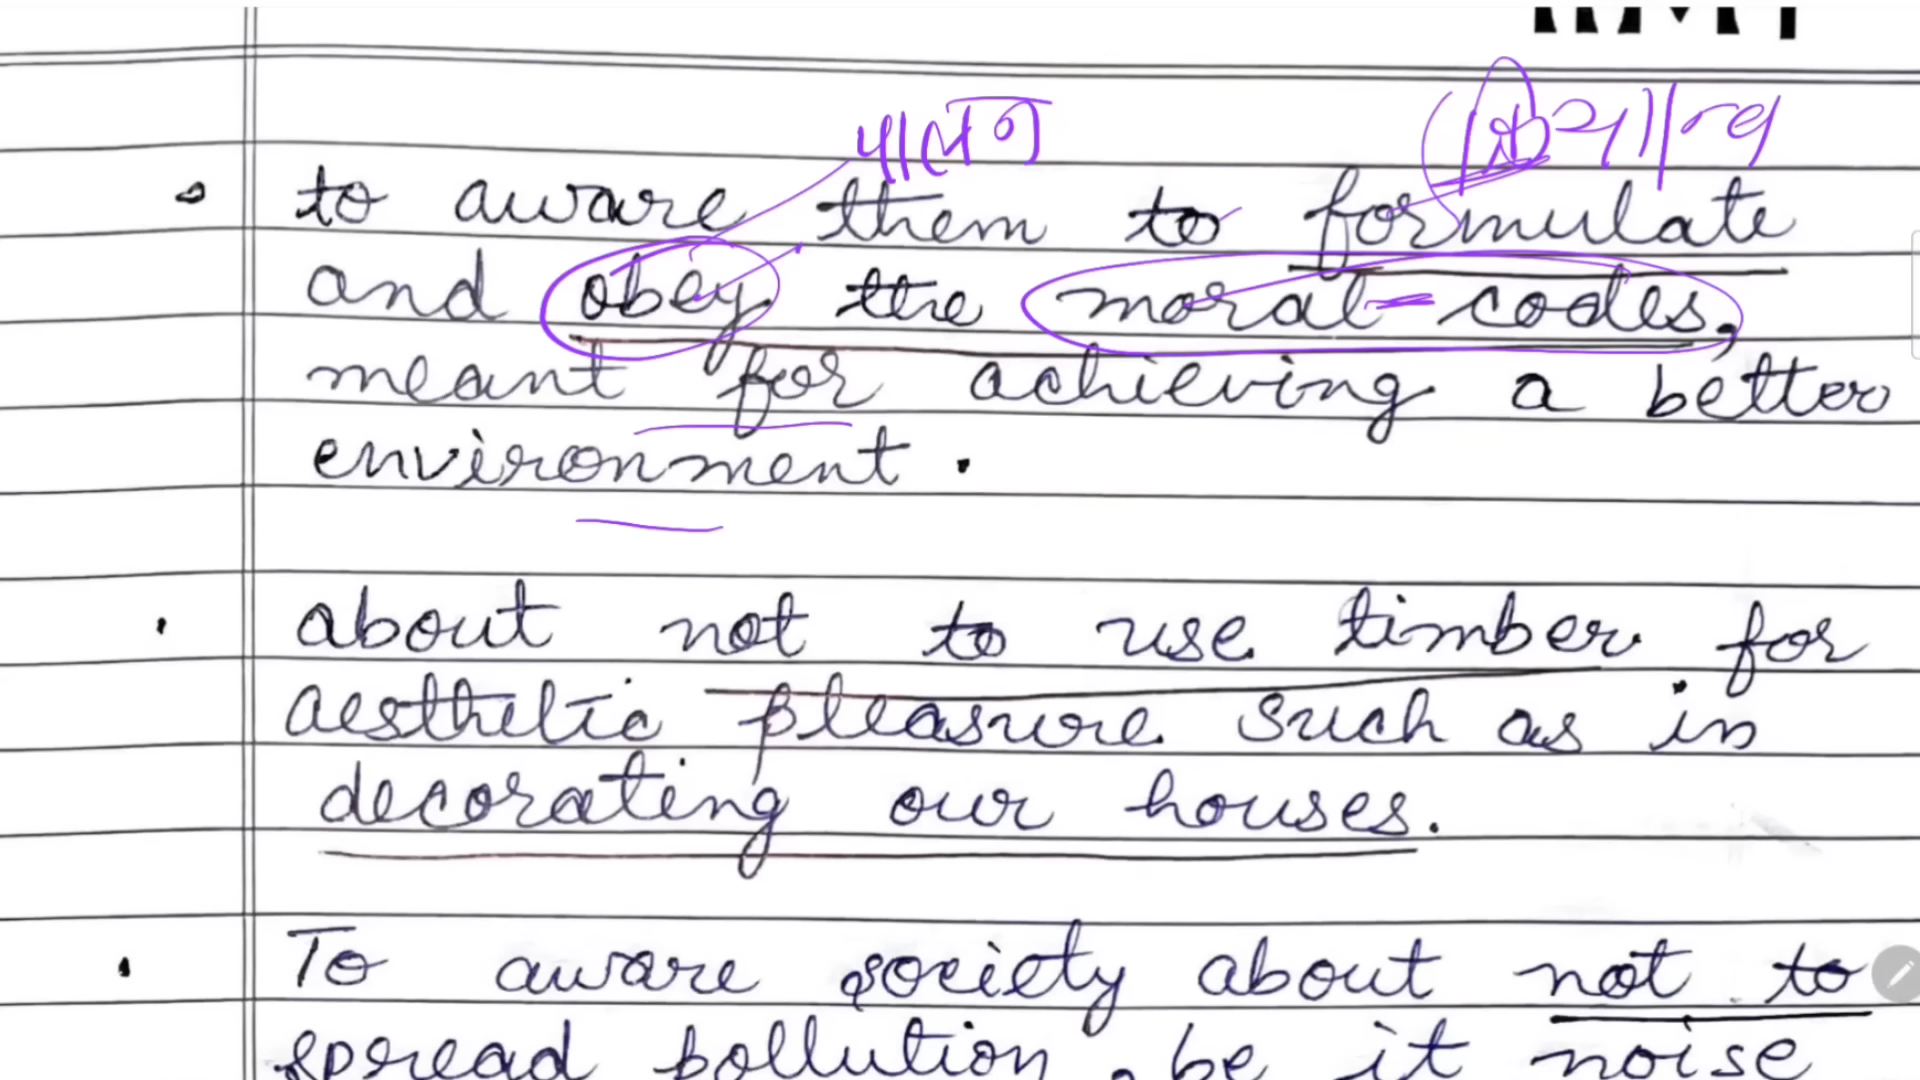 to aware them to formulate
and obey the moral-codes,
meant for achieving a better
environment.
about not to use timber for
aesthetic pleasure such as in
decorating our houses.
To aware society about not to
spread pollution, be it noise